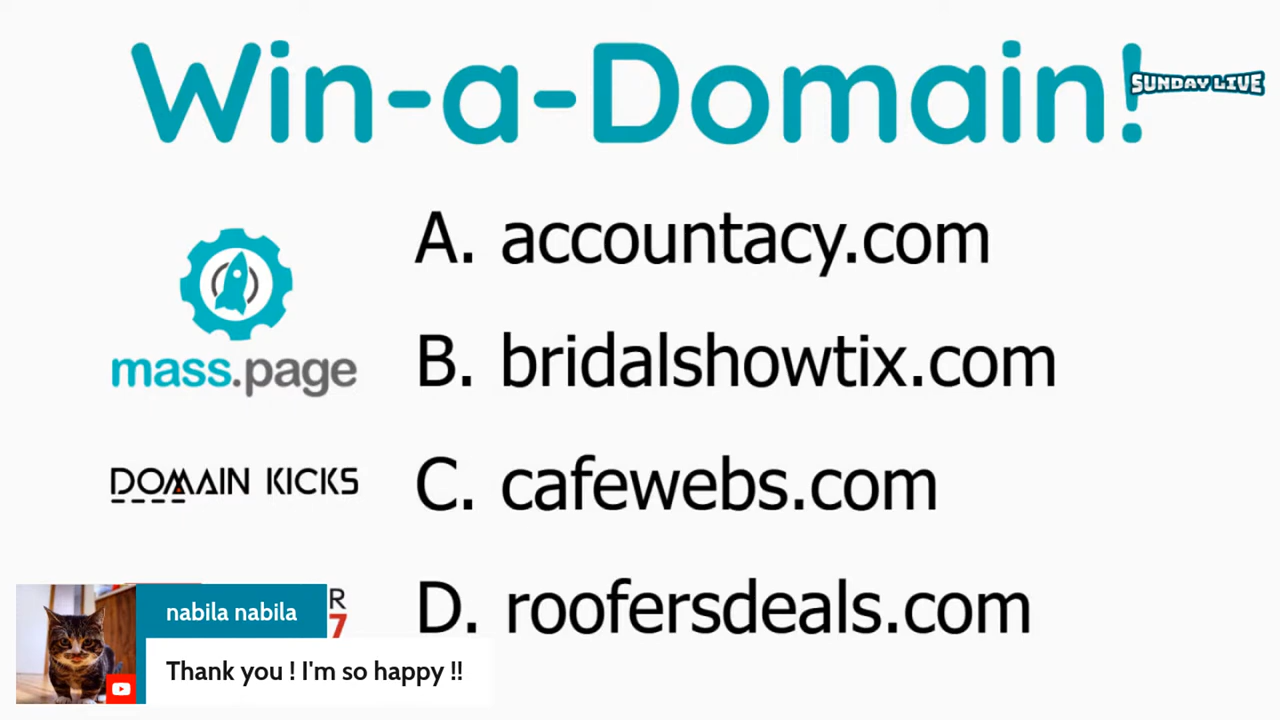 Win-a-Domain!
SUNDAY LIVE
mass.page
DOMAIN KICKS
A. accountacy.com
B. bridalshowtix.com
C. cafewebs.com
D. roofersdeals.com
R
7
nabila nabila
Thank you ! I'm so happy !!